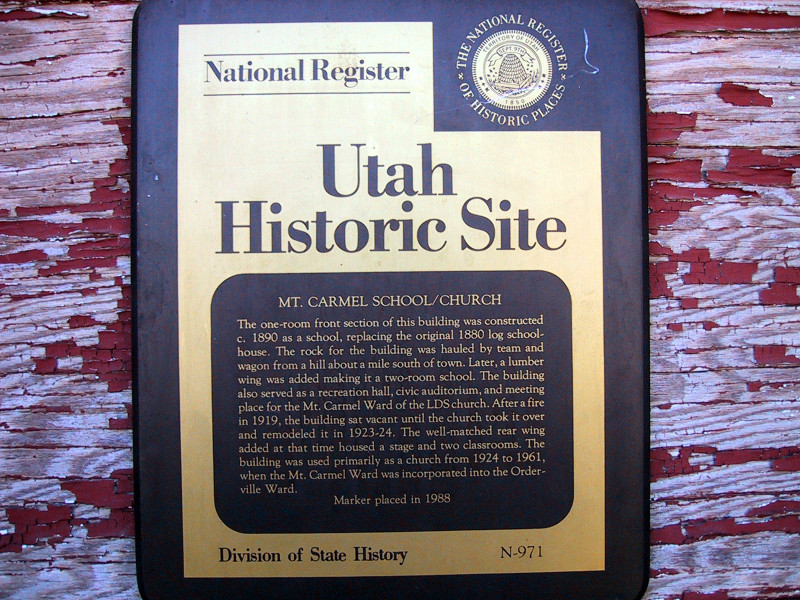 National Register
THE NATIONAL REGISTER
OF HISTORIC PLACES
TERRITORY OF UTAH
SEPT. 9TH
1850
Utah
Historic Site
MT. CARMEL SCHOOL/CHURCH
The one-room front section of this building was constructed
c. 1890 as a school, replacing the original 1880 log school-
house. The rock for the building was hauled by team and
wagon from a hill about a mile south of town. Later, a lumber
wing was added making it a two-room school. The building
also served as a recreation hall, civic auditorium, and meeting
place for the Mt. Carmel Ward of the LDS church. After a fire
in 1919, the building sat vacant until the church took it over
and remodeled it in 1923-24. The well-matched rear wing
added at that time housed a stage and two classrooms. The
building was used primarily as a church from 1924 to 1961,
when the Mt. Carmel Ward was incorporated into the Order-
ville Ward.
Marker placed in 1988
Division of State History
N-971